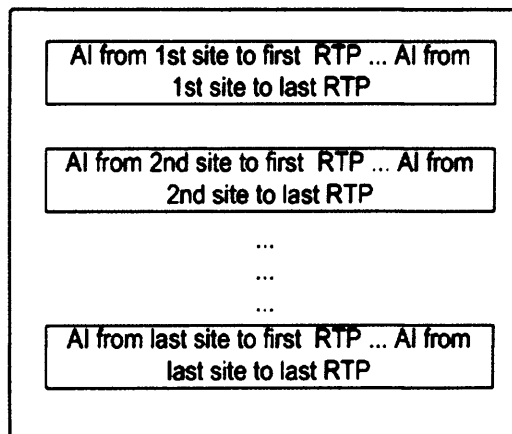 AI from 1st site to first RTP ... AI from
1st site to last RTP
AI from 2nd site to first RTP ... AI from
2nd site to last RTP
...
...
...
AI from last site to first RTP ... AI from
last site to last RTP